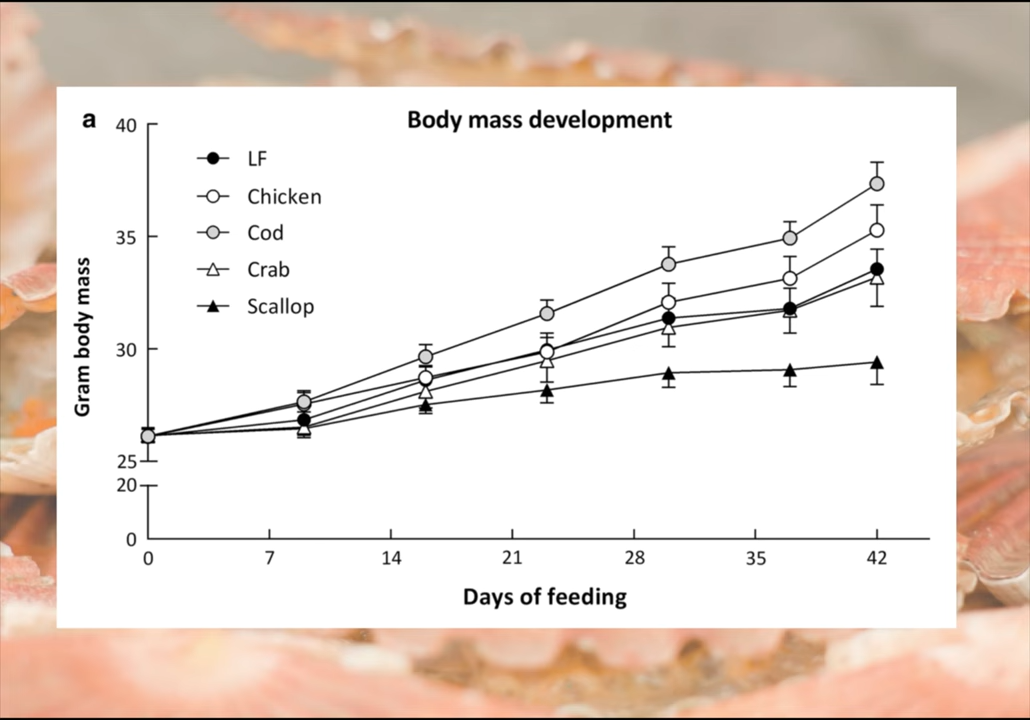 a
Body mass development
40
35
30
25
20
0
Gram body mass
LF
Chicken
Cod
Crab
Scallop
0 7 14 21 28 35 42
Days of feeding